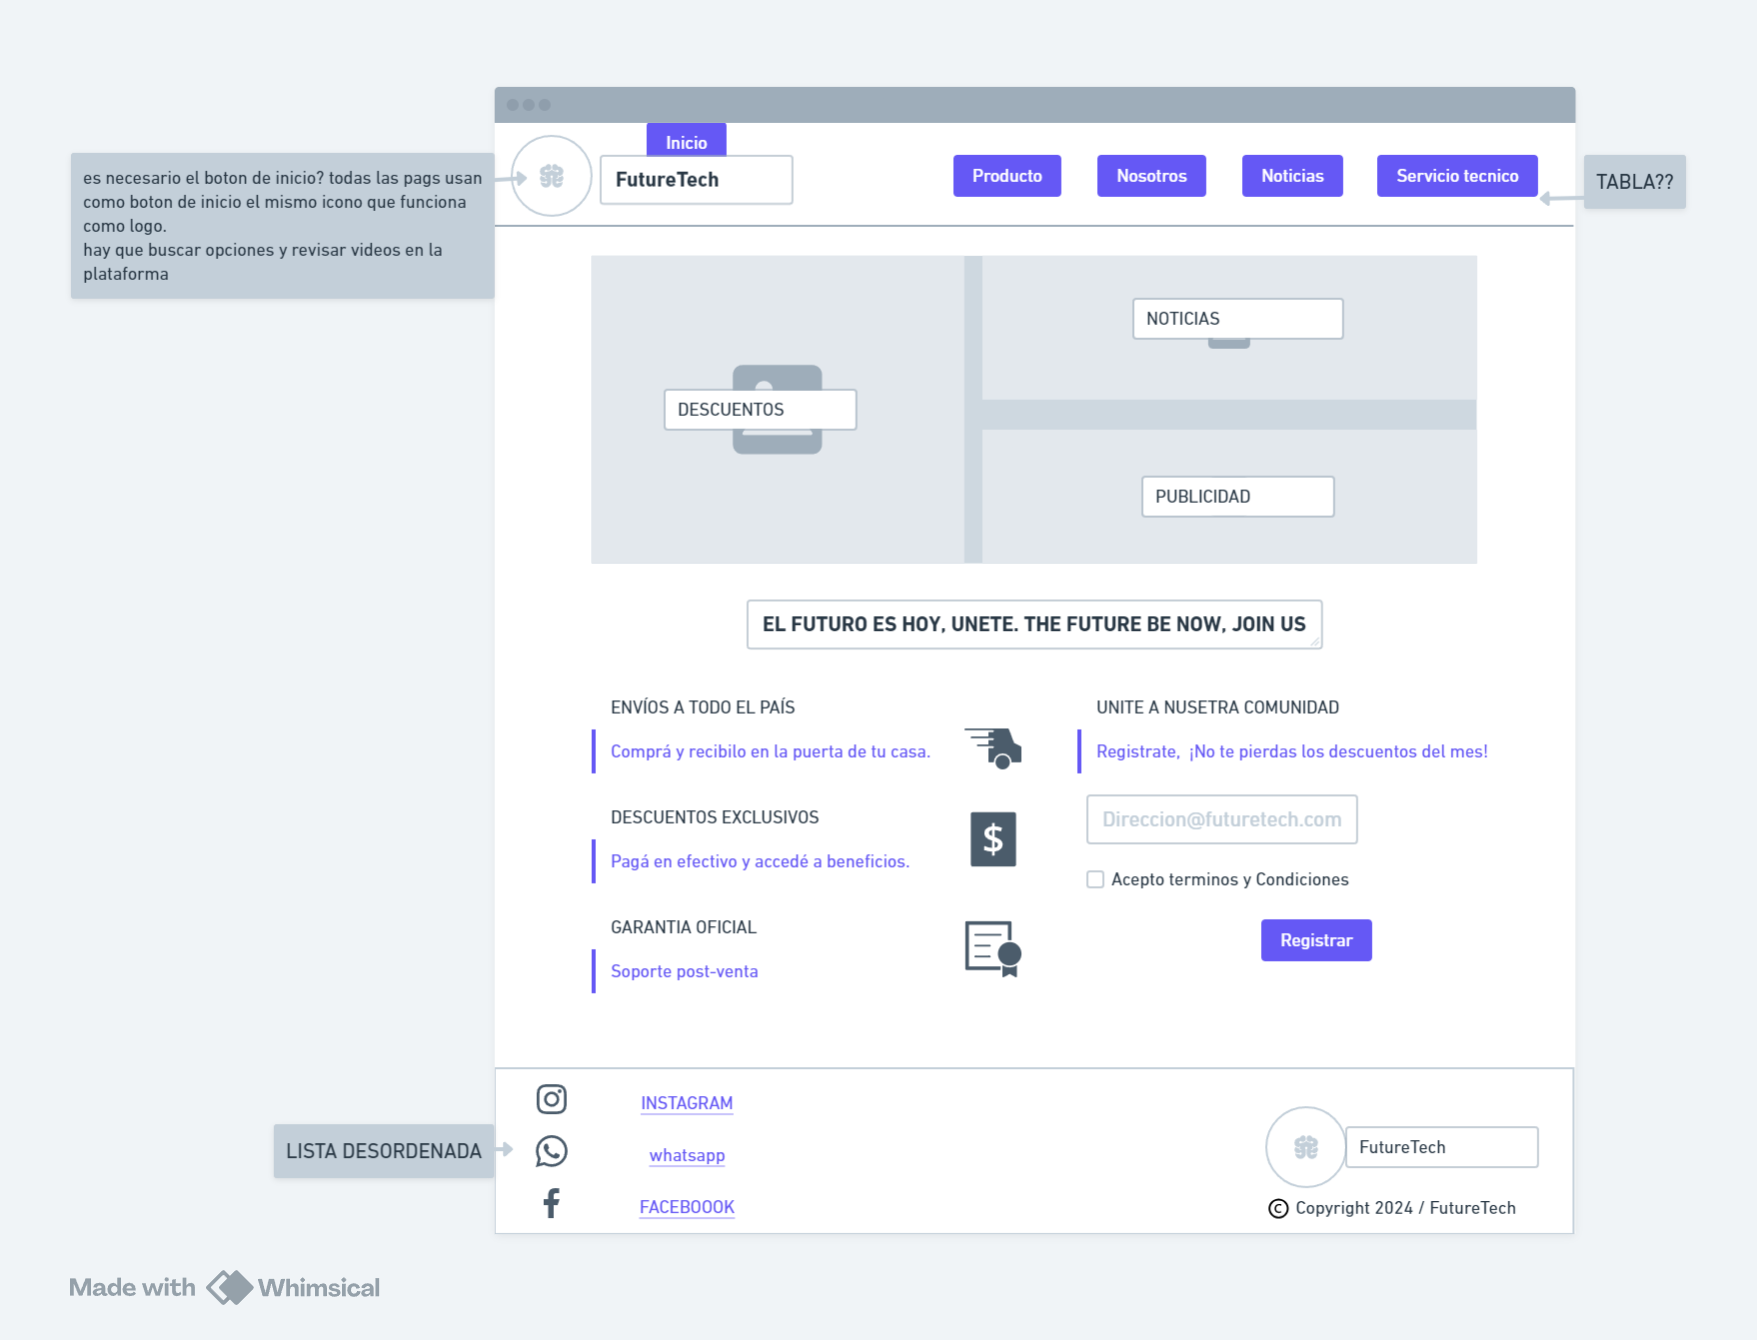 Inicio
FutureTech
Producto
Nosotros
Noticias
Servicio tecnico
es necesario el boton de inicio? todas las pags usan
como boton de inicio el mismo icono que funciona
como logo.
hay que buscar opciones y revisar videos en la
plataforma
TABLA??
DESCUENTOS
NOTICIAS
PUBLICIDAD
EL FUTURO ES HOY, UNETE. THE FUTURE BE NOW, JOIN US
ENVÍOS A TODO EL PAÍS
Comprá y recibilo en la puerta de tu casa.
DESCUENTOS EXCLUSIVOS
$
Pagá en efectivo y accedé a beneficios.
GARANTIA OFICIAL
Soporte post-venta
UNITE A NUSETRA COMUNIDAD
Registrate, ¡No te pierdas los descuentos del mes!
Direccion@futuretech.com
Acepto terminos y Condiciones
Registrar
LISTA DESORDENADA
INSTAGRAM
whatsapp
FACEBOOOK
FutureTech
© Copyright 2024 / FutureTech
Made with Whimsical